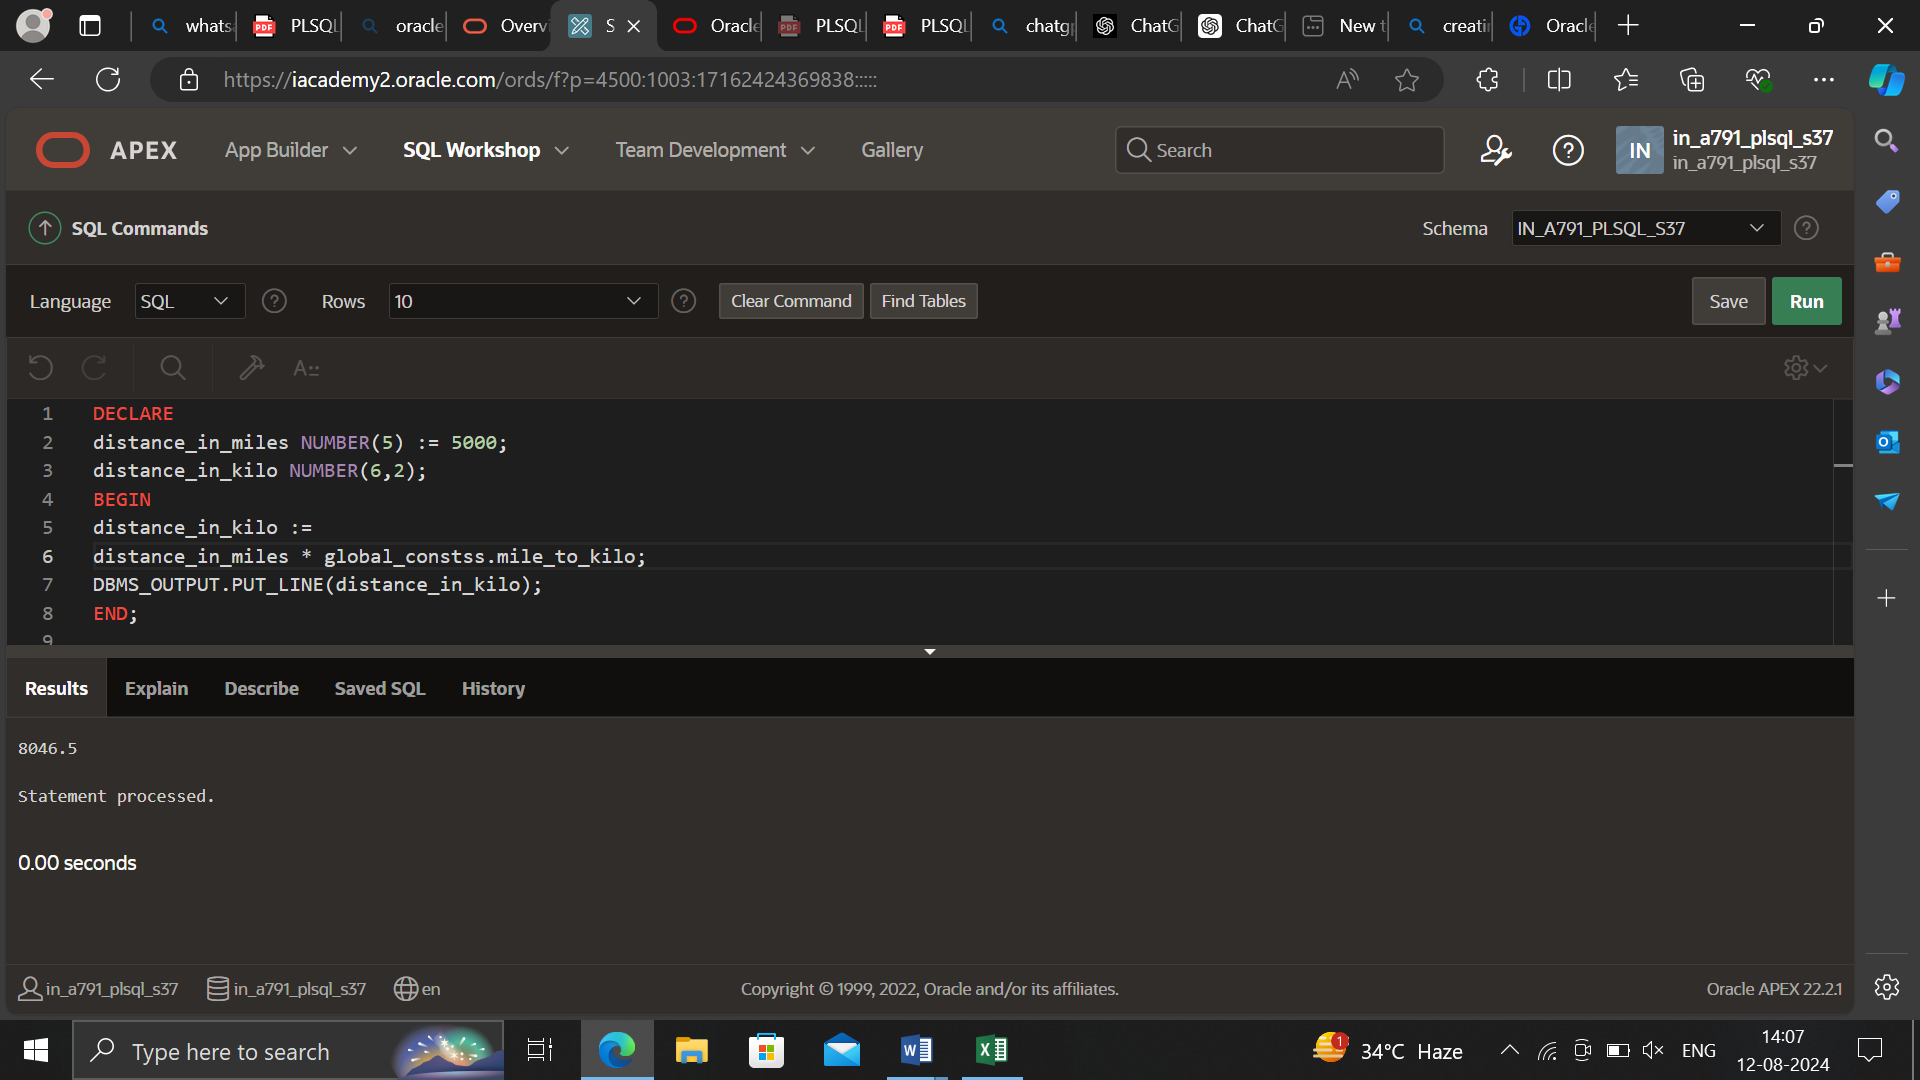 whats
PLSQL
oracle
Overvi
S
Oracle
PLSQL
PLSQL
chatgp
ChatG
ChatG
New t
creatin
Oracle
https://iacademy2.oracle.com/ords/f?p=4500:1003:17162424369838:::::
APEX
App Builder
SQL Workshop
Team Development
Gallery
Search
IN
in_a791_plsql_s37
in_a791_plsql_s37
SQL Commands
Schema
IN_A791_PLSQL_S37
Language
SQL
Rows
10
Clear Command
Find Tables
Save
Run
1 DECLARE
2 distance_in_miles NUMBER(5) := 5000;
3 distance_in_kilo NUMBER(6,2);
4 BEGIN
5 distance_in_kilo :=
6 distance_in_miles * global_constss.mile_to_kilo;
7 DBMS_OUTPUT.PUT_LINE(distance_in_kilo);
8 END;
9
Results
Explain
Describe
Saved SQL
History
8046.5
Statement processed.
0.00 seconds
in_a791_plsql_s37
in_a791_plsql_s37
en
Copyright © 1999, 2022, Oracle and/or its affiliates.
Oracle APEX 22.2.1
Type here to search
1
34°C Haze
ENG
14:07
12-08-2024